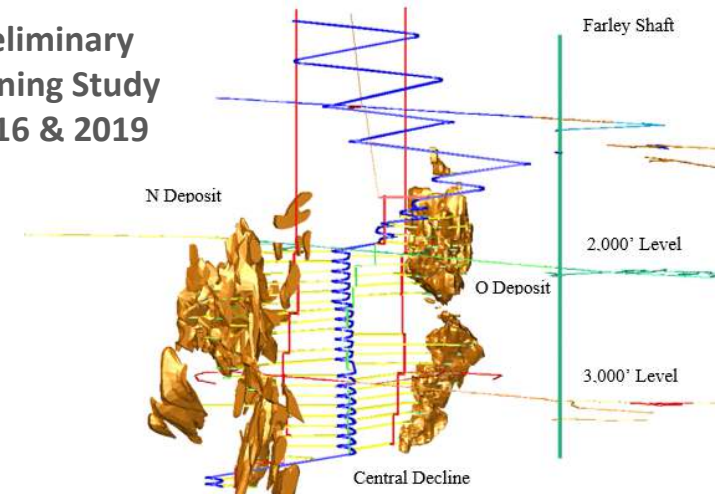 eliminary
ning Study
16 & 2019
Farley Shaft
N Deposit
2,000' Level
O Deposit
3,000' Level
Central Decline